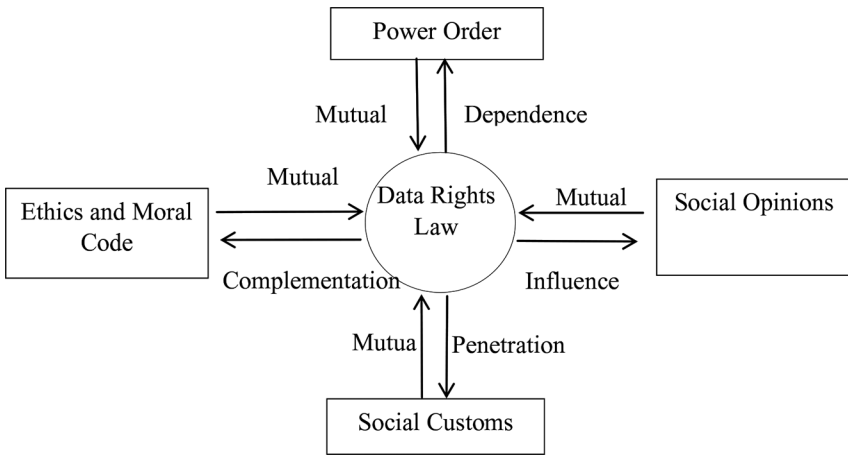 Power Order
Mutual Dependence
Mutual
Data Rights
Law
Mutual
Ethics and Moral
Code
Social Opinions
Complementation
Influence
Mutua Penetration
Social Customs